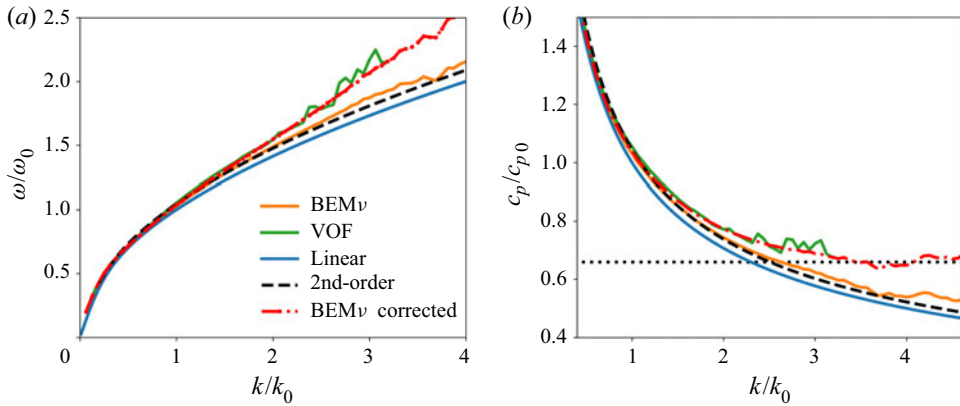 (a)
2.5
2.0
1.5
1.0
0.5
0
1
2
3
4
ω/ω0
k/k0
BEMν
VOF
Linear
2nd-order
BEMν corrected
(b)
1.4
1.2
1.0
0.8
0.6
0.4
1
2
3
4
cp/cp0
k/k0